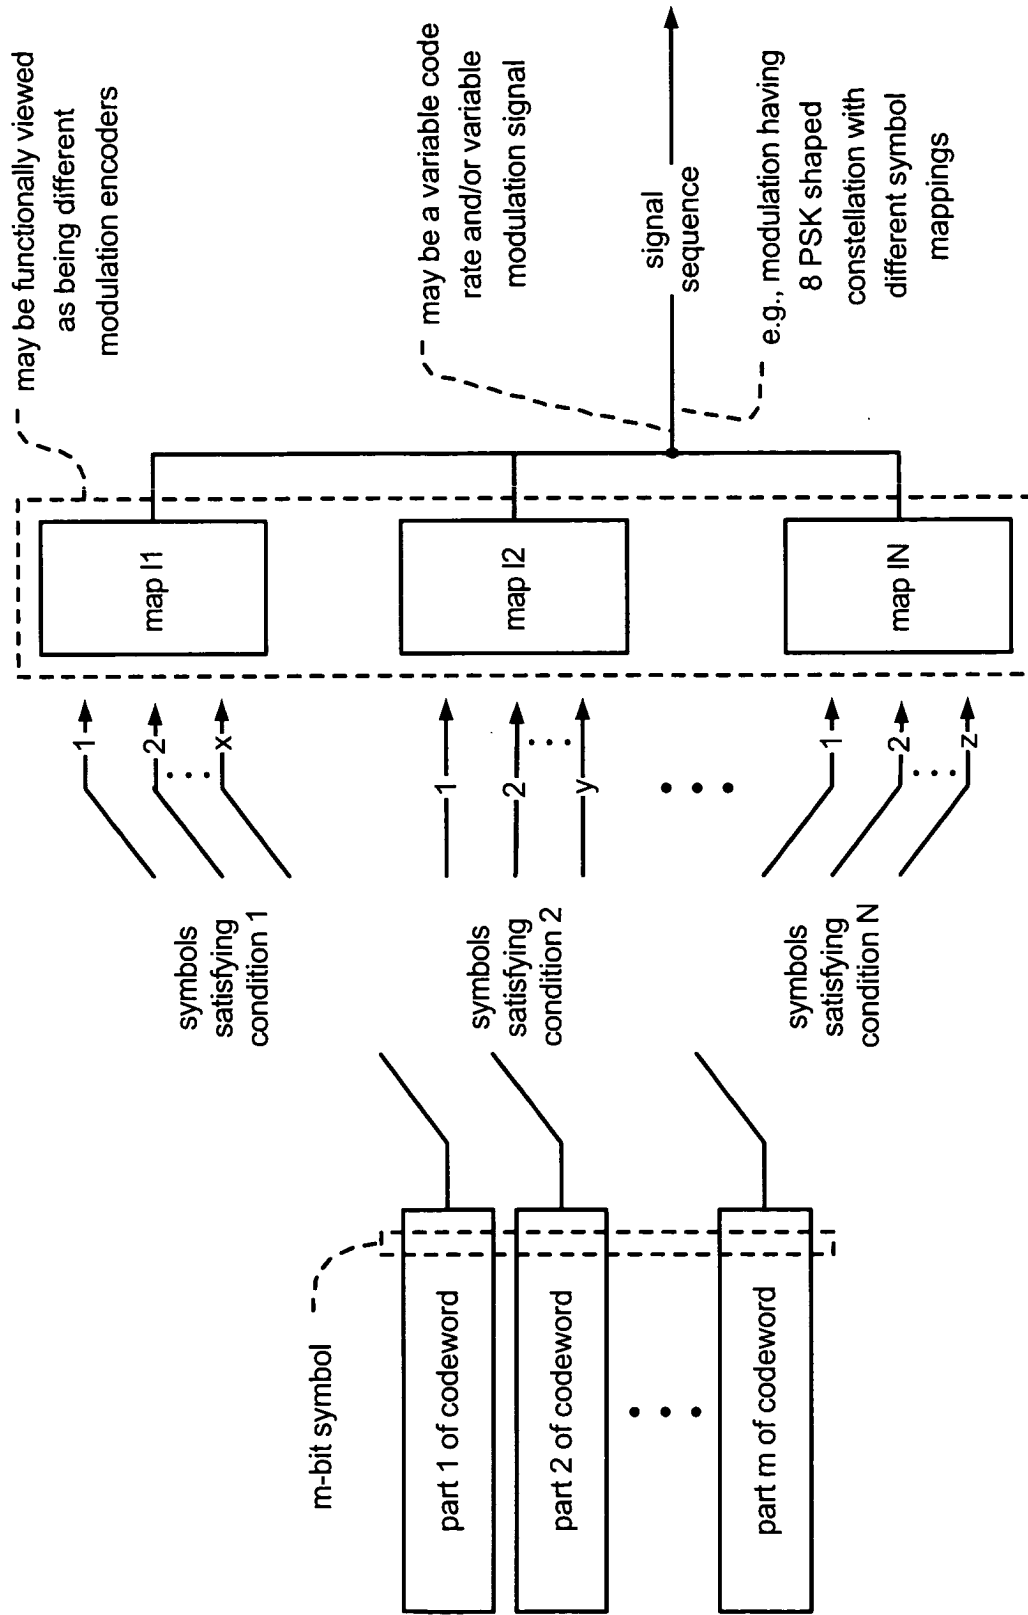 m-bit symbol
part 1 of codeword
part 2 of codeword
part m of codeword
symbols
satisfying
condition 1
symbols
satisfying
condition 2
symbols
satisfying
condition N
1
2
x
1
2
y
1
2
z
map I1
map I2
map IN
may be functionally viewed
as being different
modulation encoders
may be a variable code
rate and/or variable
modulation signal
signal
sequence
e.g., modulation having
8 PSK shaped
constellation with
different symbol
mappings